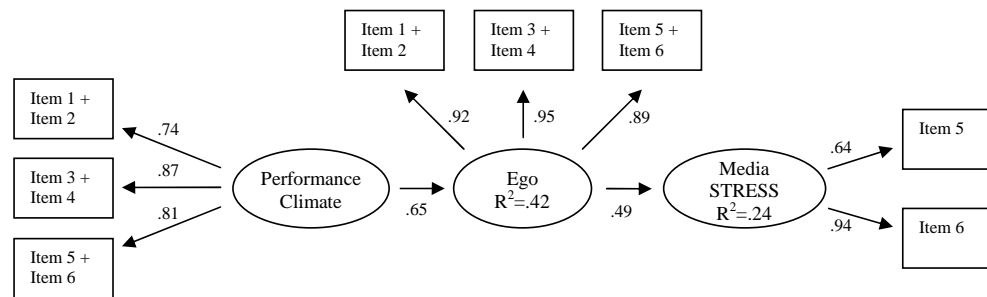 Item 1 +
Item 2
Item 3 +
Item 4
Item 5 +
Item 6
.92
.95
.89
Item 1 +
Item 2
Item 3 +
Item 4
Item 5 +
Item 6
.74
.87
.81
Performance
Climate
.65
Ego
R²=.42
.49
Media
STRESS
R²=.24
.64
.94
Item 5
Item 6